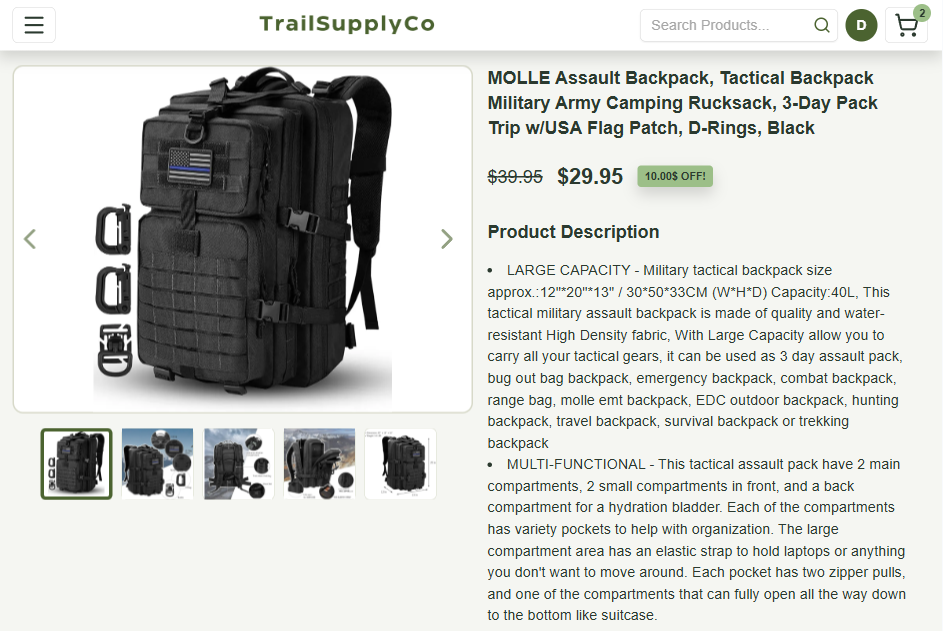 TrailSupplyCo
Search Products...
D
2
MOLLE Assault Backpack, Tactical Backpack
Military Army Camping Rucksack, 3-Day Pack
Trip w/USA Flag Patch, D-Rings, Black
$39.95 $29.95 10.00$ OFF!
Product Description
• LARGE CAPACITY - Military tactical backpack size
approx.:12"*20"*13" / 30*50*33CM (W*H*D) Capacity:40L, This
tactical military assault backpack is made of quality and water-
resistant High Density fabric, With Large Capacity allow you to
carry all your tactical gears, it can be used as 3 day assault pack,
bug out bag backpack, emergency backpack, combat backpack,
range bag, molle emt backpack, EDC outdoor backpack, hunting
backpack, travel backpack, survival backpack or trekking
backpack
• MULTI-FUNCTIONAL - This tactical assault pack have 2 main
compartments, 2 small compartments in front, and a back
compartment for a hydration bladder. Each of the compartments
has variety pockets to help with organization. The large
compartment area has an elastic strap to hold laptops or anything
you don't want to move around. Each pocket has two zipper pulls,
and one of the compartments that can fully open all the way down
to the bottom like suitcase.